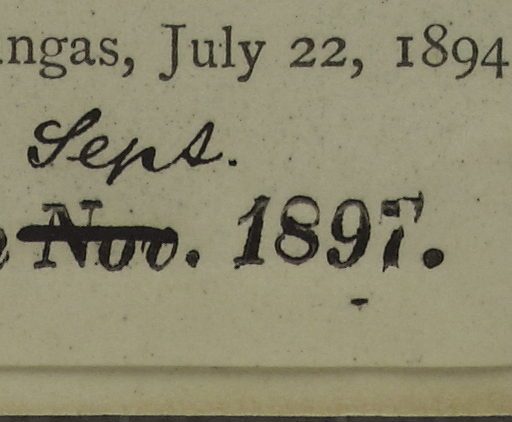 ngas, July 22, 1894
Sept.
Nov. 1897.